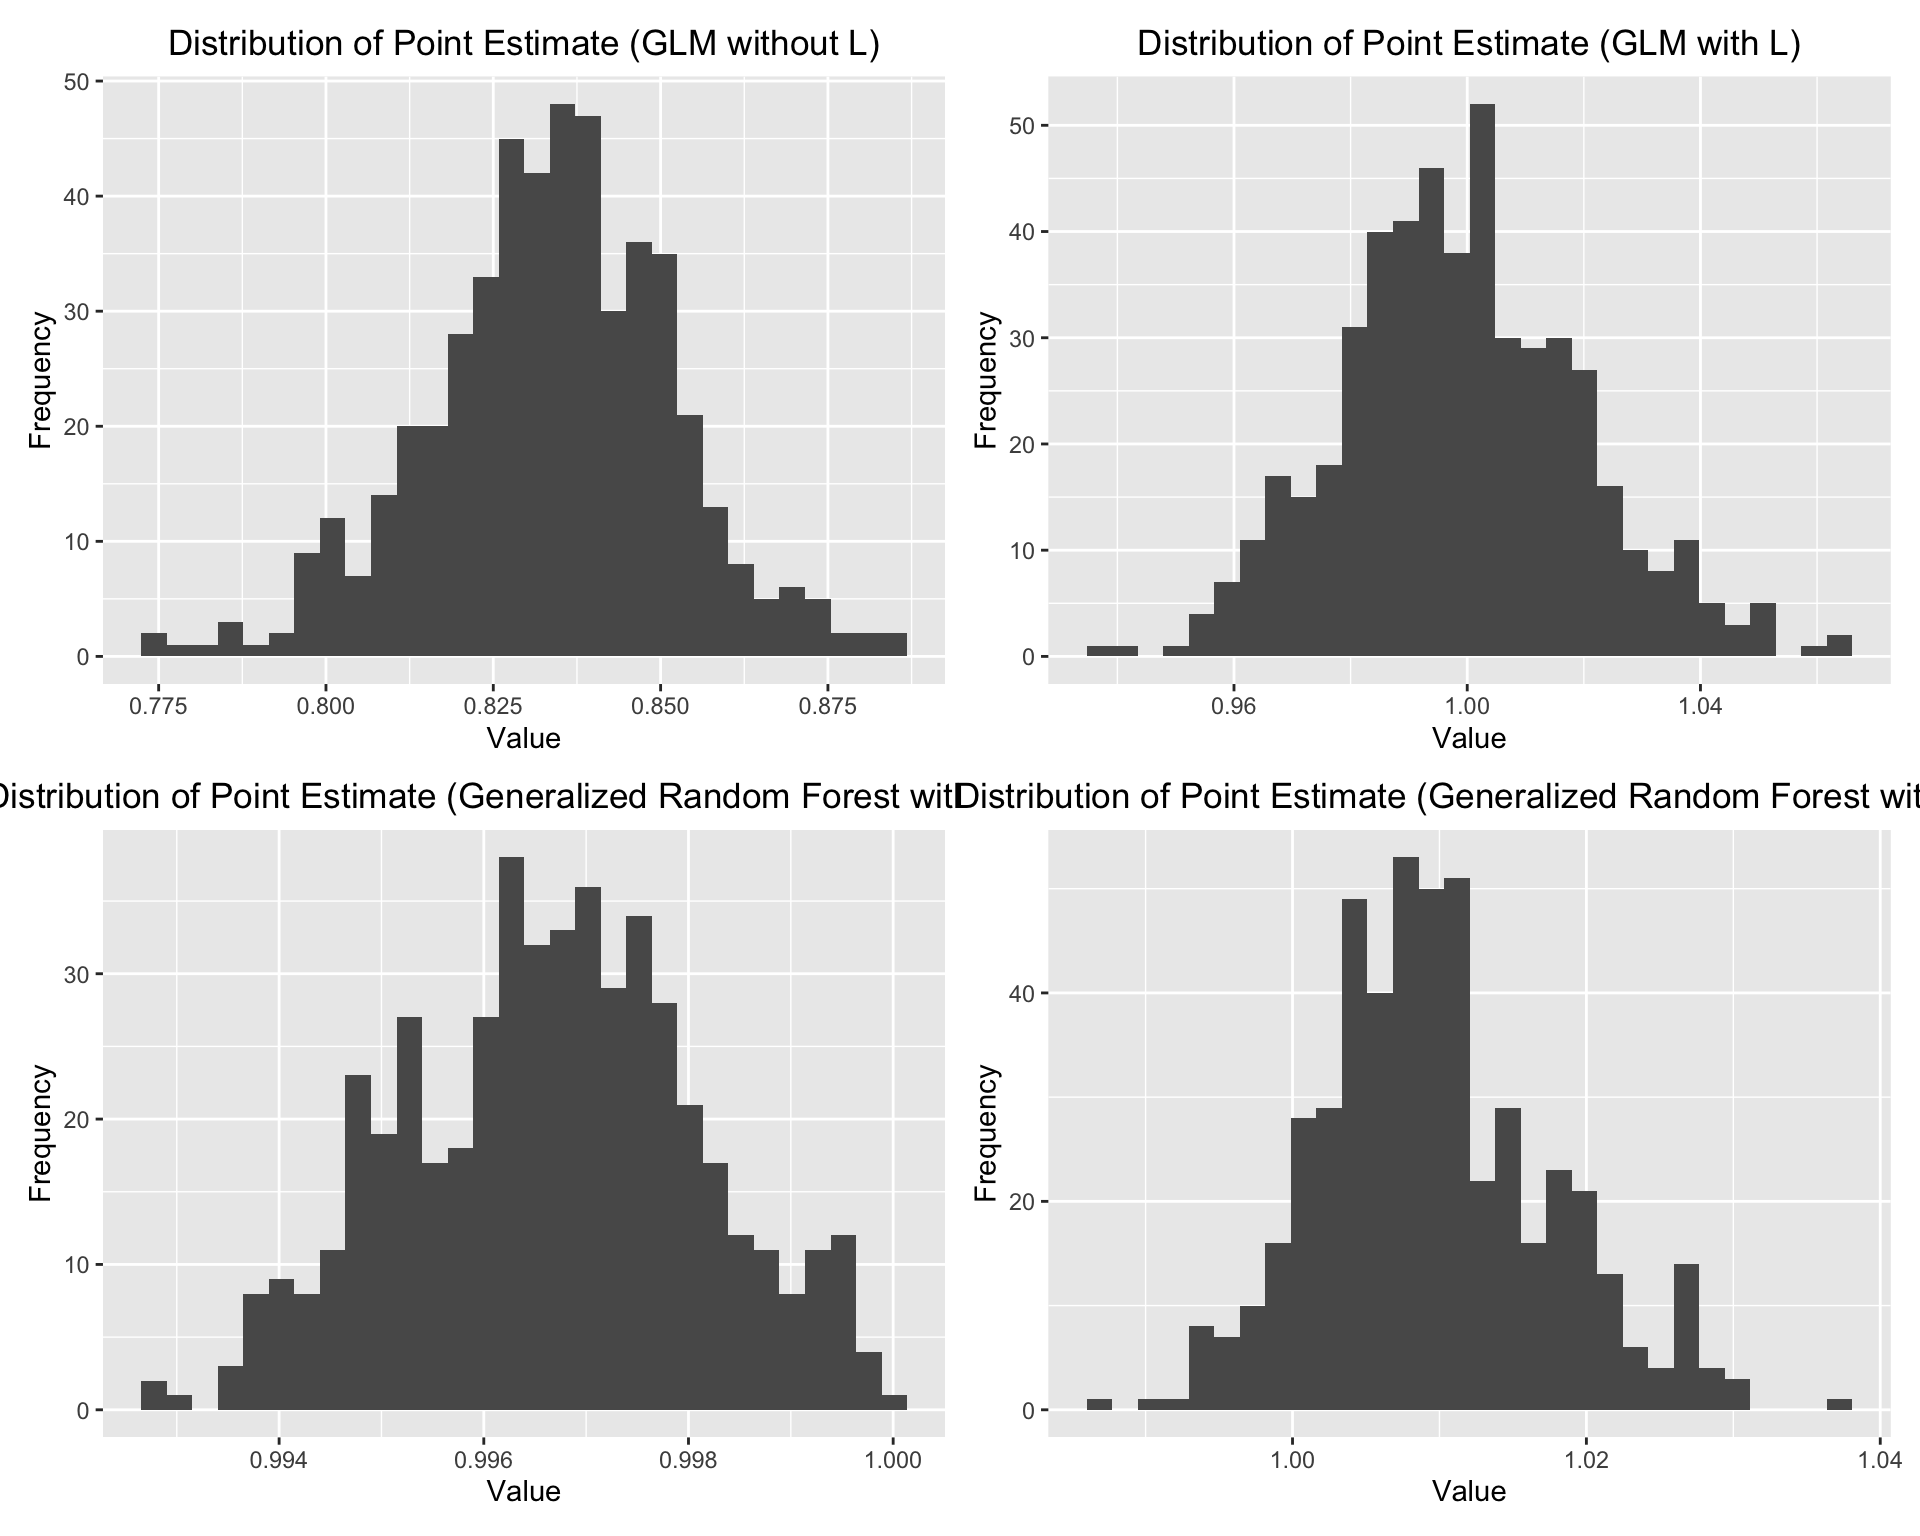 Distribution of Point Estimate (GLM without L)
50
40
30
20
10
0
Frequency
0.775 0.800 0.825 0.850 0.875
Value
Distribution of Point Estimate (GLM with L)
50
40
30
20
10
0
Frequency
0.96 1.00 1.04
Value
Distribution of Point Estimate (Generalized Random Forest with
30
20
10
0
Frequency
0.994 0.996 0.998 1.000
Value
Distribution of Point Estimate (Generalized Random Forest wit
40
20
0
Frequency
1.00 1.02 1.04
Value